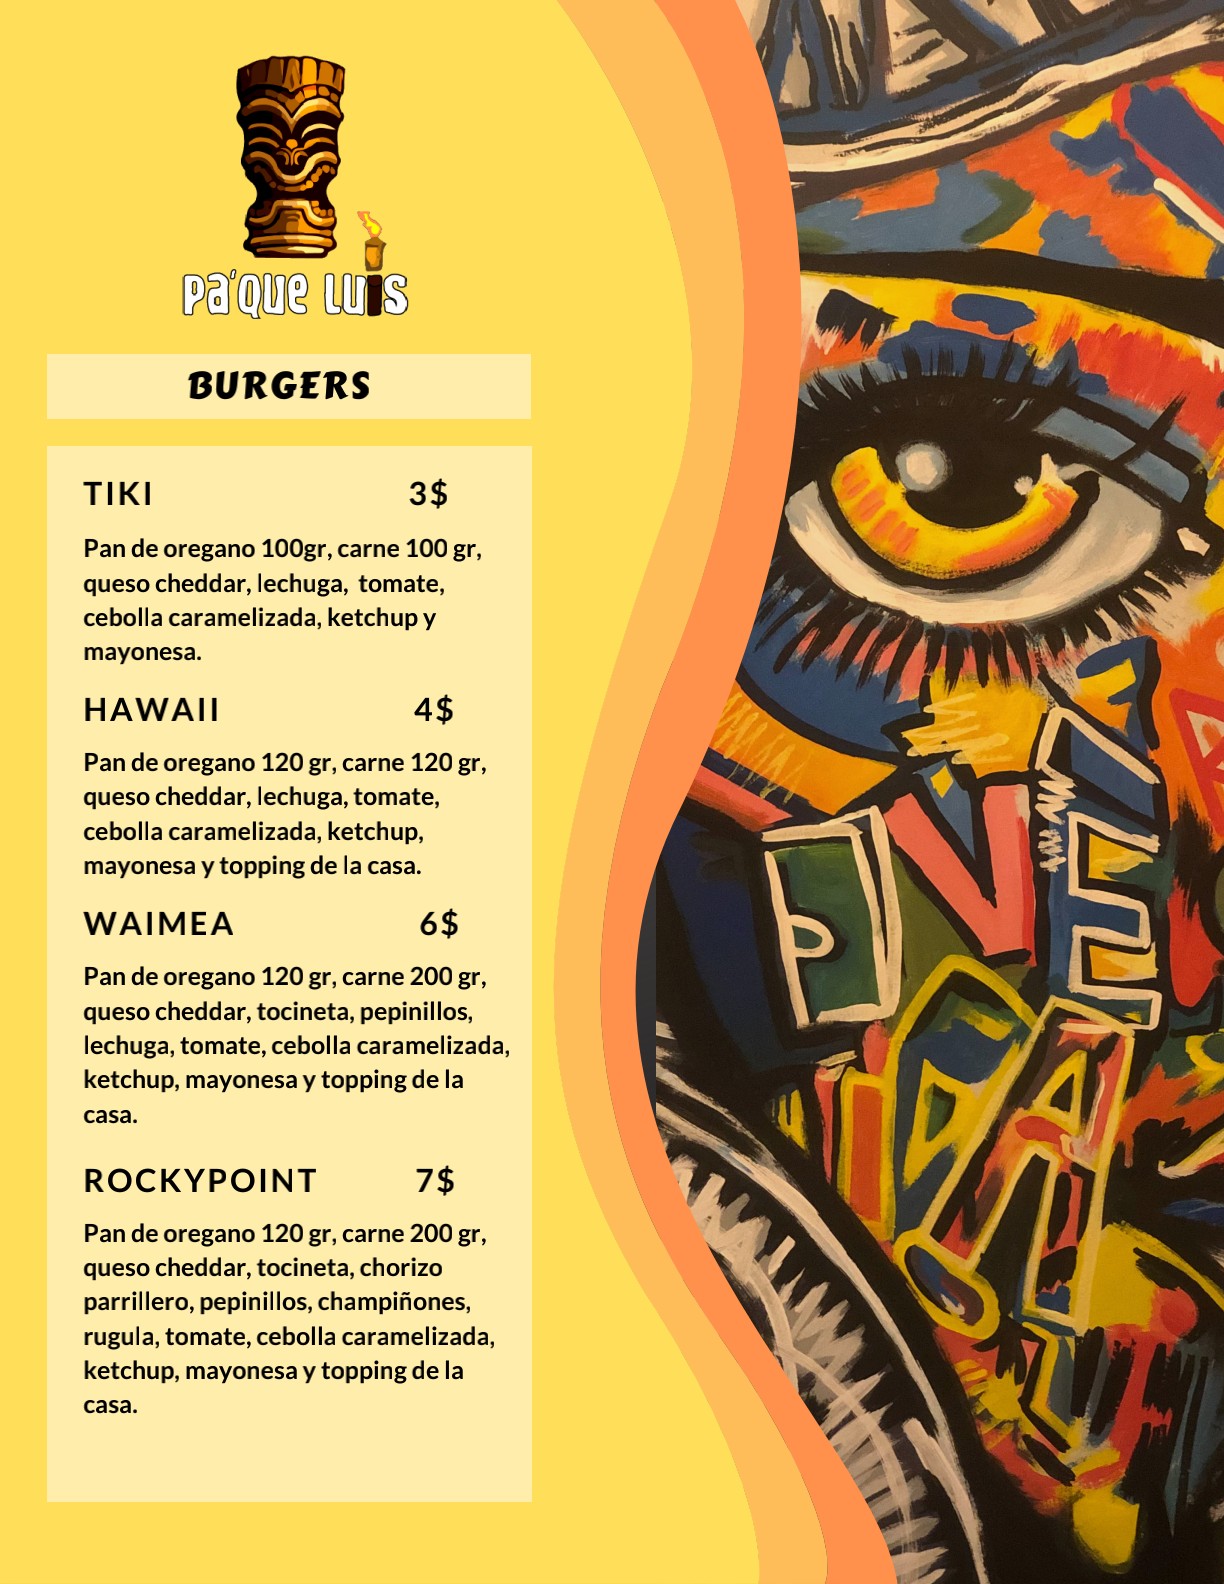 Pa'que Luis
BURGERS
TIKI 3$
Pan de oregano 100gr, carne 100 gr,
queso cheddar, lechuga, tomate,
cebolla caramelizada, ketchup y
mayonesa.
HAWAII 4$
Pan de oregano 120 gr, carne 120 gr,
queso cheddar, lechuga, tomate,
cebolla caramelizada, ketchup,
mayonesa y topping de la casa.
WAIMEA 6$
Pan de oregano 120 gr, carne 200 gr,
queso cheddar, tocineta, pepinillos,
lechuga, tomate, cebolla caramelizada,
ketchup, mayonesa y topping de la
casa.
ROCKYPOINT 7$
Pan de oregano 120 gr, carne 200 gr,
queso cheddar, tocineta, chorizo
parrillero, pepinillos, champiñones,
rugula, tomate, cebolla caramelizada,
ketchup, mayonesa y topping de la
casa.